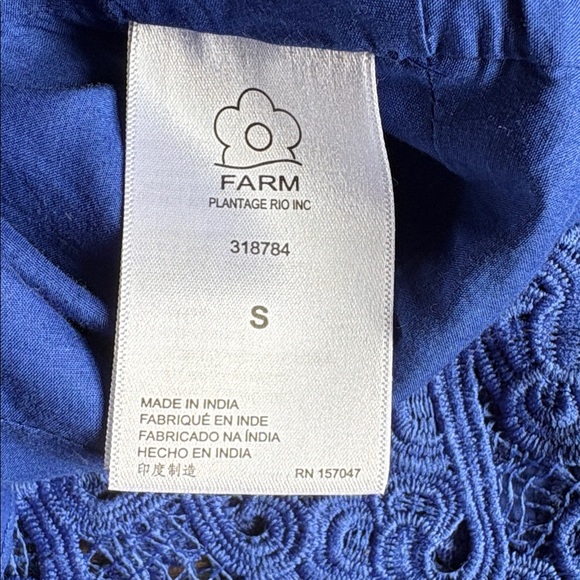 FARM
PLANTAGE RIO INC
318784
S
MADE IN INDIA
FABRIQUÉ EN INDE
FABRICADO NA ÍNDIA
HECHO EN INDIA
印度制造
RN 157047